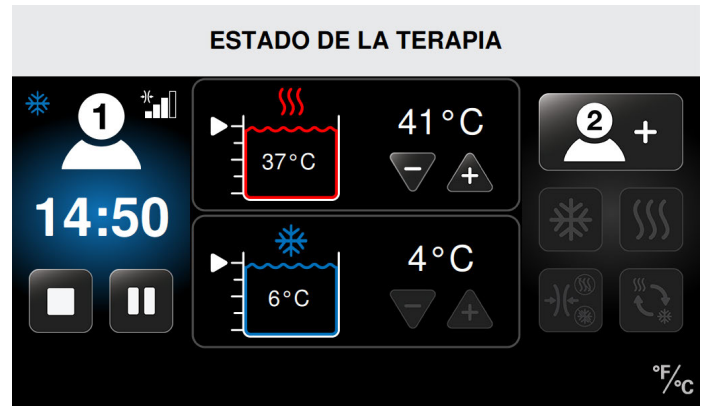 ESTADO DE LA TERAPIA
1
14:50
37°C
41°C
6°C
4°C
2 +
°F/°C